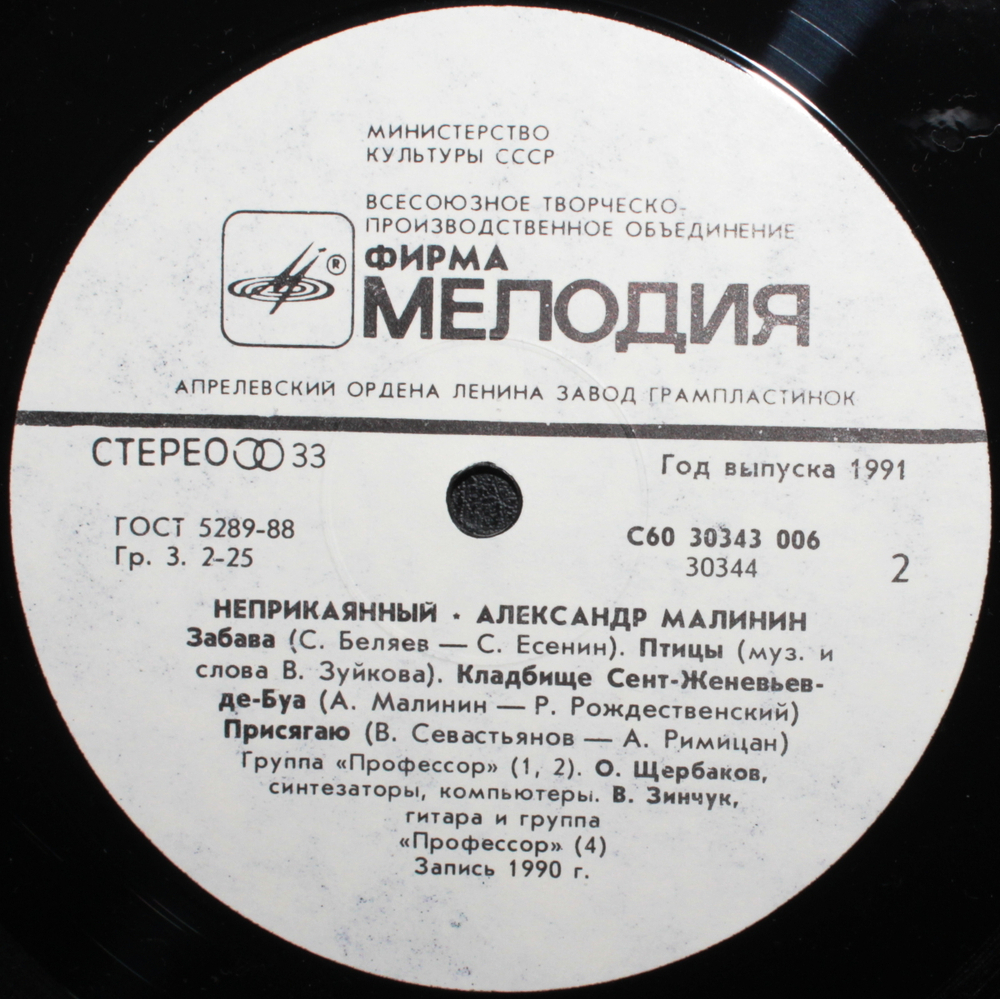 МИНИСТЕРСТВО
КУЛЬТУРЫ СССР
ВСЕСОЮЗНОЕ ТВОРЧЕСКО-
ПРОИЗВОДСТВЕННОЕ ОБЪЕДИНЕНИЕ
ФИРМА
®
МЕЛОДИЯ
АПРЕЛЕВСКИЙ ОРДЕНА ЛЕНИНА ЗАВОД ГРАМПЛАСТИНОК
СТЕРЕО 33
Год выпуска 1991
ГОСТ 5289-88
Гр. 3. 2-25
С60 30343 006
30344
2
НЕПРИКАЯННЫЙ · АЛЕКСАНДР МАЛИНИН
Забава (С. Беляев — С. Есенин). Птицы (муз. и
слова В. Зуйкова). Кладбище Сент-Женевьев-
де-Буа (А. Малинин — Р. Рождественский)
Присягаю (В. Севастьянов — А. Римицан)
Группа «Профессор» (1, 2). О. Щербаков,
синтезаторы, компьютеры. В. Зинчук,
гитара и группа
«Профессор» (4)
Запись 1990 г.